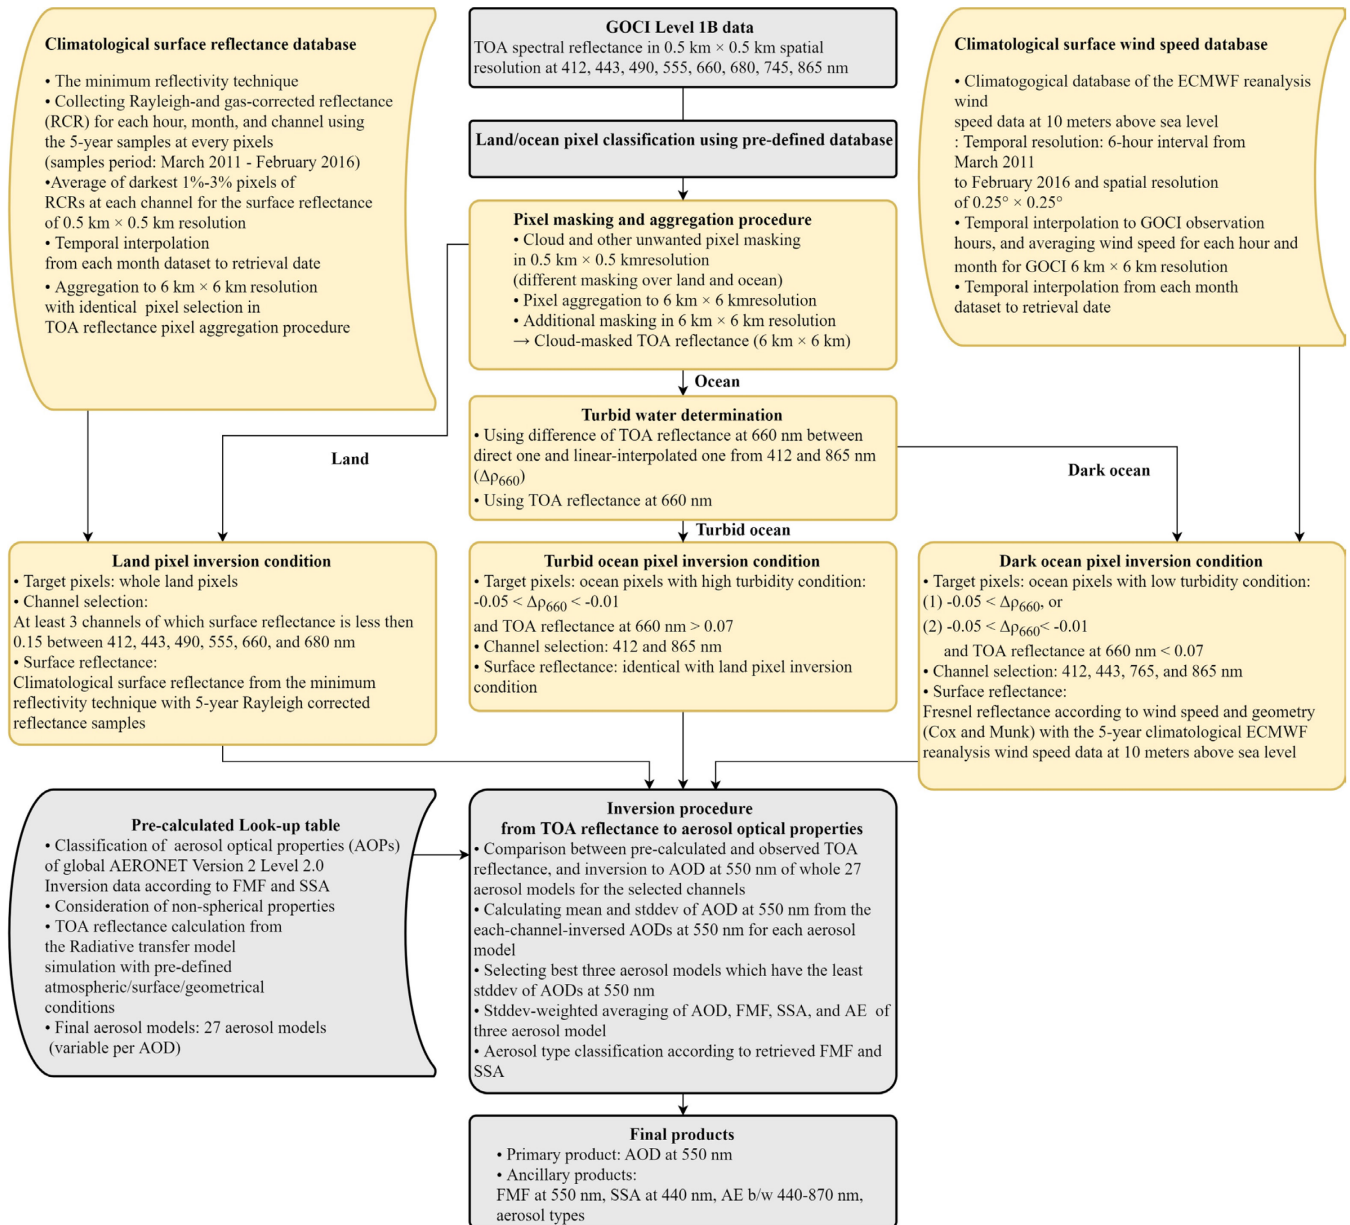 Climatological surface reflectance database
• The minimum reflectivity technique
• Collecting Rayleigh-and gas-corrected reflectance
(RCR) for each hour, month, and channel using
the 5-year samples at every pixels
(samples period: March 2011 - February 2016)
•Average of darkest 1%-3% pixels of
RCRs at each channel for the surface reflectance
of 0.5 km × 0.5 km resolution
• Temporal interpolation
from each month dataset to retrieval date
• Aggregation to 6 km × 6 km resolution
with identical pixel selection in
TOA reflectance pixel aggregation procedure
GOCI Level 1B data
TOA spectral reflectance in 0.5 km × 0.5 km spatial
resolution at 412, 443, 490, 555, 660, 680, 745, 865 nm
Land/ocean pixel classification using pre-defined database
Pixel masking and aggregation procedure
• Cloud and other unwanted pixel masking
in 0.5 km × 0.5 kmresolution
(different masking over land and ocean)
• Pixel aggregation to 6 km × 6 kmresolution
• Additional masking in 6 km × 6 km resolution
→ Cloud-masked TOA reflectance (6 km × 6 km)
Climatological surface wind speed database
• Climatogogical database of the ECMWF reanalysis
wind
speed data at 10 meters above sea level
: Temporal resolution: 6-hour interval from
March 2011
to February 2016 and spatial resolution
of 0.25° × 0.25°
• Temporal interpolation to GOCI observation
hours, and averaging wind speed for each hour and
month for GOCI 6 km × 6 km resolution
• Temporal interpolation from each month
dataset to retrieval date
Ocean
Land
Turbid water determination
• Using difference of TOA reflectance at 660 nm between
direct one and linear-interpolated one from 412 and 865 nm
(Δρ660)
• Using TOA reflectance at 660 nm
Dark ocean
Turbid ocean
Land pixel inversion condition
• Target pixels: whole land pixels
• Channel selection:
At least 3 channels of which surface reflectance is less then
0.15 between 412, 443, 490, 555, 660, and 680 nm
• Surface reflectance:
Climatological surface reflectance from the minimum
reflectivity technique with 5-year Rayleigh corrected
reflectance samples
Turbid ocean pixel inversion condition
• Target pixels: ocean pixels with high turbidity condition:
-0.05 < Δρ660 < -0.01
and TOA reflectance at 660 nm > 0.07
• Channel selection: 412 and 865 nm
• Surface reflectance: identical with land pixel inversion
condition
Dark ocean pixel inversion condition
• Target pixels: ocean pixels with low turbidity condition:
(1) -0.05 < Δρ660, or
(2) -0.05 < Δρ660< -0.01
and TOA reflectance at 660 nm < 0.07
• Channel selection: 412, 443, 765, and 865 nm
• Surface reflectance:
Fresnel reflectance according to wind speed and geometry
(Cox and Munk) with the 5-year climatological ECMWF
reanalysis wind speed data at 10 meters above sea level
Pre-calculated Look-up table
• Classification of aerosol optical properties (AOPs)
of global AERONET Version 2 Level 2.0
Inversion data according to FMF and SSA
• Consideration of non-spherical properties
• TOA reflectance calculation from
the Radiative transfer model
simulation with pre-defined
atmospheric/surface/geometrical
conditions
• Final aerosol models: 27 aerosol models
(variable per AOD)
Inversion procedure
from TOA reflectance to aerosol optical properties
• Comparison between pre-calculated and observed TOA
reflectance, and inversion to AOD at 550 nm of whole 27
aerosol models for the selected channels
• Calculating mean and stddev of AOD at 550 nm from the
each-channel-inversed AODs at 550 nm for each aerosol
model
• Selecting best three aerosol models which have the least
stddev of AODs at 550 nm
• Stddev-weighted averaging of AOD, FMF, SSA, and AE of
three aerosol model
• Aerosol type classification according to retrieved FMF and
SSA
Final products
• Primary product: AOD at 550 nm
• Ancillary products:
FMF at 550 nm, SSA at 440 nm, AE b/w 440-870 nm,
aerosol types